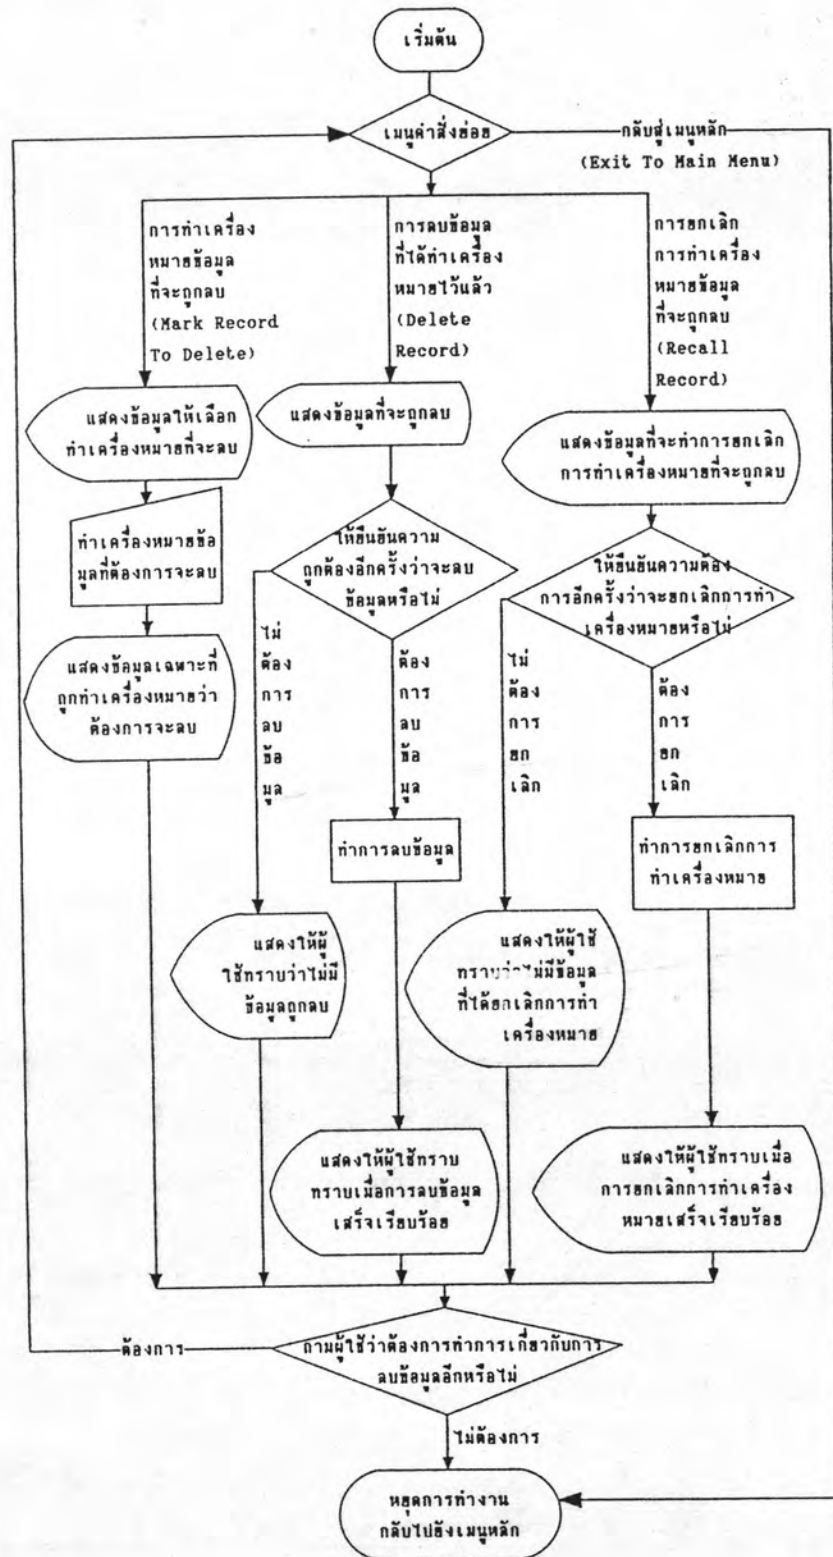 เริ่มต้น
เมนูคำสั่งย่อย
กลับสู่เมนูหลัก
(Exit To Main Menu)
การทำเครื่อง
หมายข้อมูล
ที่จะถูกลบ
(Mark Record
To Delete)
การลบข้อมูล
ที่ได้ทำเครื่อง
หมายไว้แล้ว
(Delete
Record)
การยกเลิก
การทำเครื่อง
หมายข้อมูล
ที่จะถูกลบ
(Recall
Record)
แสดงข้อมูลให้เลือก
ทำเครื่องหมายที่จะลบ
แสดงข้อมูลที่จะถูกลบ
แสดงข้อมูลที่จะทำการยกเลิก
การทำเครื่องหมายที่จะถูกลบ
ทำเครื่องหมายข้อ
มูลที่ต้องการจะลบ
ให้ยืนยันความ
ถูกต้องอีกครั้งว่าจะลบ
ข้อมูลหรือไม่
ให้ยืนยันความต้อง
การอีกครั้งว่าจะยกเลิกการทำ
เครื่องหมายหรือไม่
แสดงข้อมูลเฉพาะที่
ถูกทำเครื่องหมายว่า
ต้องการจะลบ
ไม่
ต้อง
การ
ลบ
ข้อ
มูล
ต้อง
การ
ลบ
ข้อ
มูล
ไม่
ต้อง
การ
ยก
เลิก
ต้อง
การ
ยก
เลิก
ทำการลบข้อมูล
ทำการยกเลิกการ
ทำเครื่องหมาย
แสดงให้ผู้
ใช้ทราบว่าไม่มี
ข้อมูลถูกลบ
แสดงให้ผู้ใช้
ทราบว่าไม่มีข้อมูล
ที่ได้ยกเลิกการทำ
เครื่องหมาย
แสดงให้ผู้ใช้ทราบ
ทราบเมื่อการลบข้อมูล
เสร็จเรียบร้อย
แสดงให้ผู้ใช้ทราบเมื่อ
การยกเลิกการทำเครื่อง
หมายเสร็จเรียบร้อย
ต้องการ
ถามผู้ใช้ว่าต้องการทำการเกี่ยวกับการ
ลบข้อมูลอีกหรือไม่
ไม่ต้องการ
หยุดการทำงาน
กลับไปยังเมนูหลัก